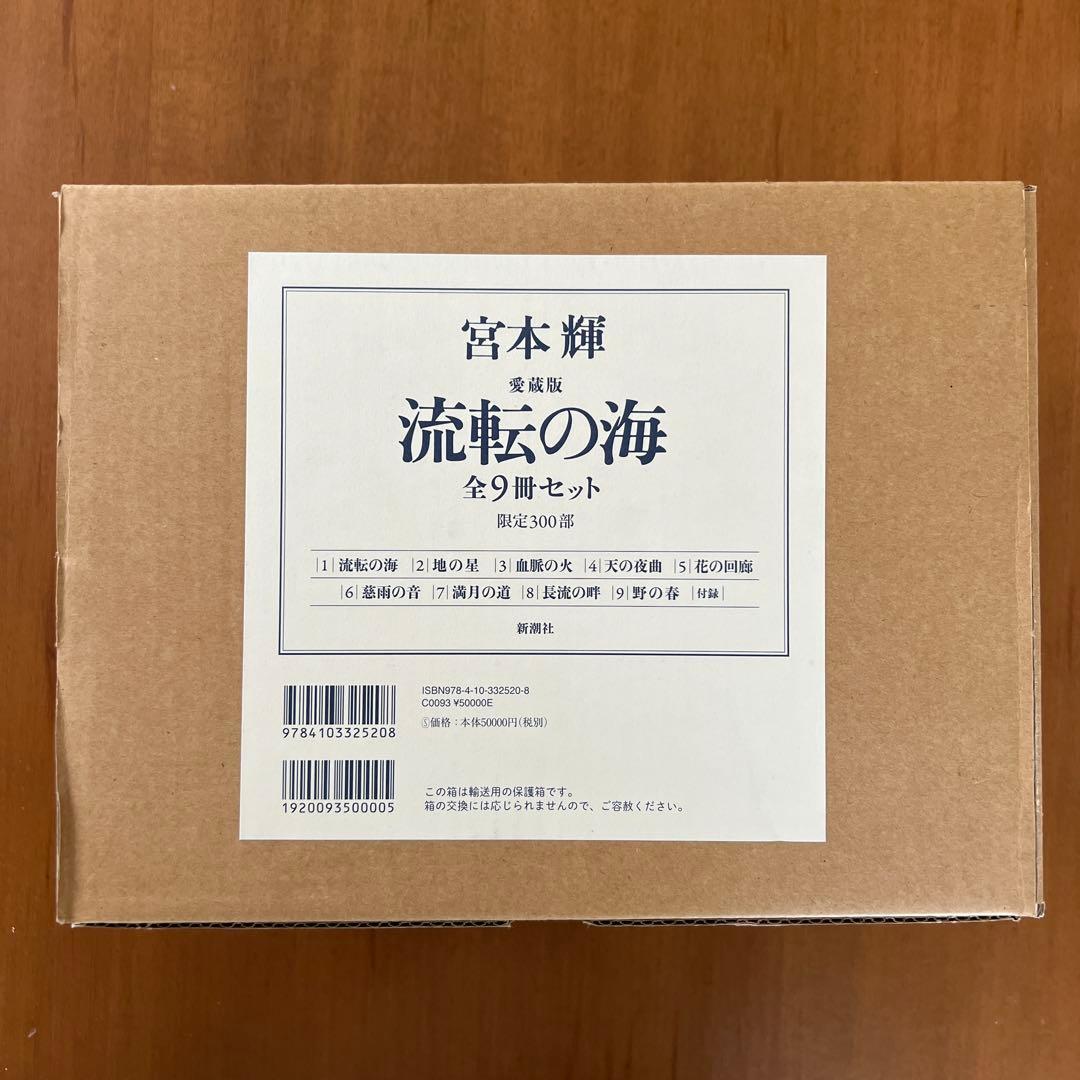 宮本 輝
愛蔵版
流転の海
全9冊セット
限定300部
|1|流転の海 |2|地の星 |3|血脈の火 |4|天の夜曲 |5|花の回廊
|6|慈雨の音 |7|満月の道 |8|長流の畔 |9|野の春 |付録|
新潮社
ISBN978-4-10-332520-8
C0093 ¥50000E
Ⓢ価格：本体50000円（税別）
9784103325208
1920093500005
この箱は輸送用の保護箱です。
箱の交換には応じられませんので、ご容赦ください。